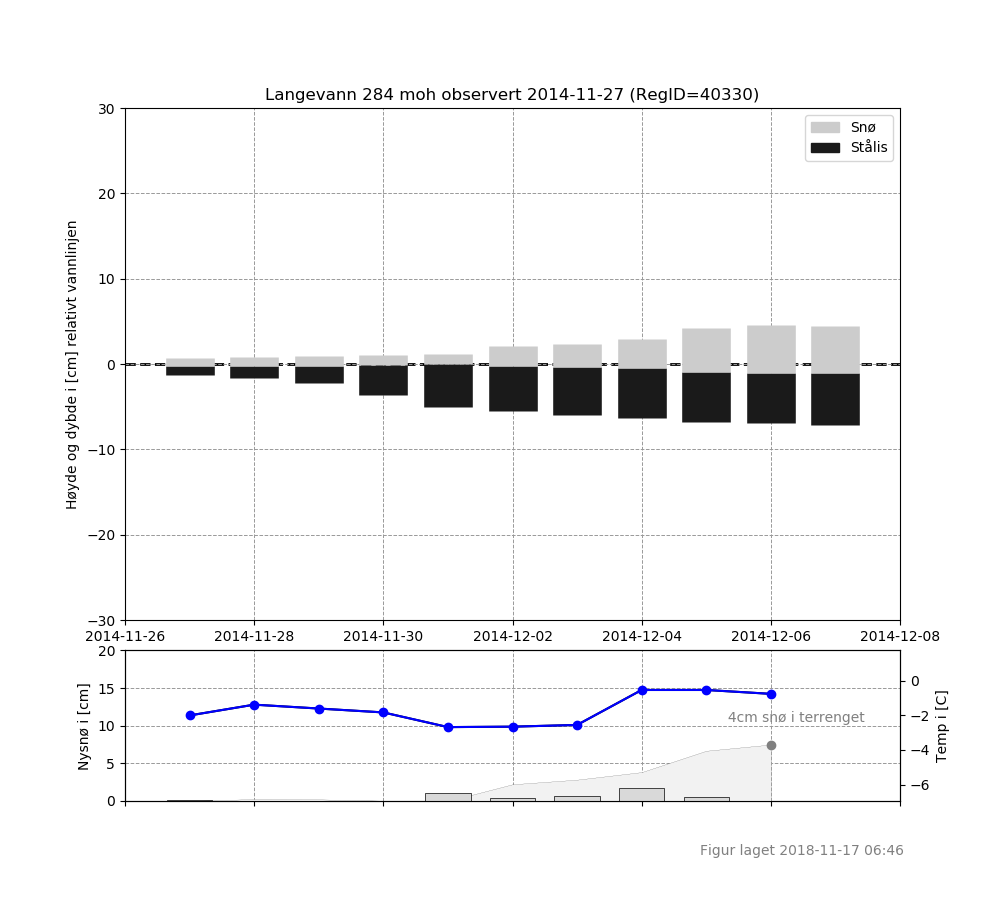 Langevann 284 moh observert 2014-11-27 (RegID=40330)
Snø
Stålis
Høyde og dybde i [cm] relativt vannlinjen
30
20
10
0
−10
−20
−30
2014-11-26 2014-11-28 2014-11-30 2014-12-02 2014-12-04 2014-12-06 2014-12-08
Nysnø i [cm]
20
15
10
5
0
4cm snø i terrenget
0
−2
−4
−6
Temp i [C]
Figur laget 2018-11-17 06:46